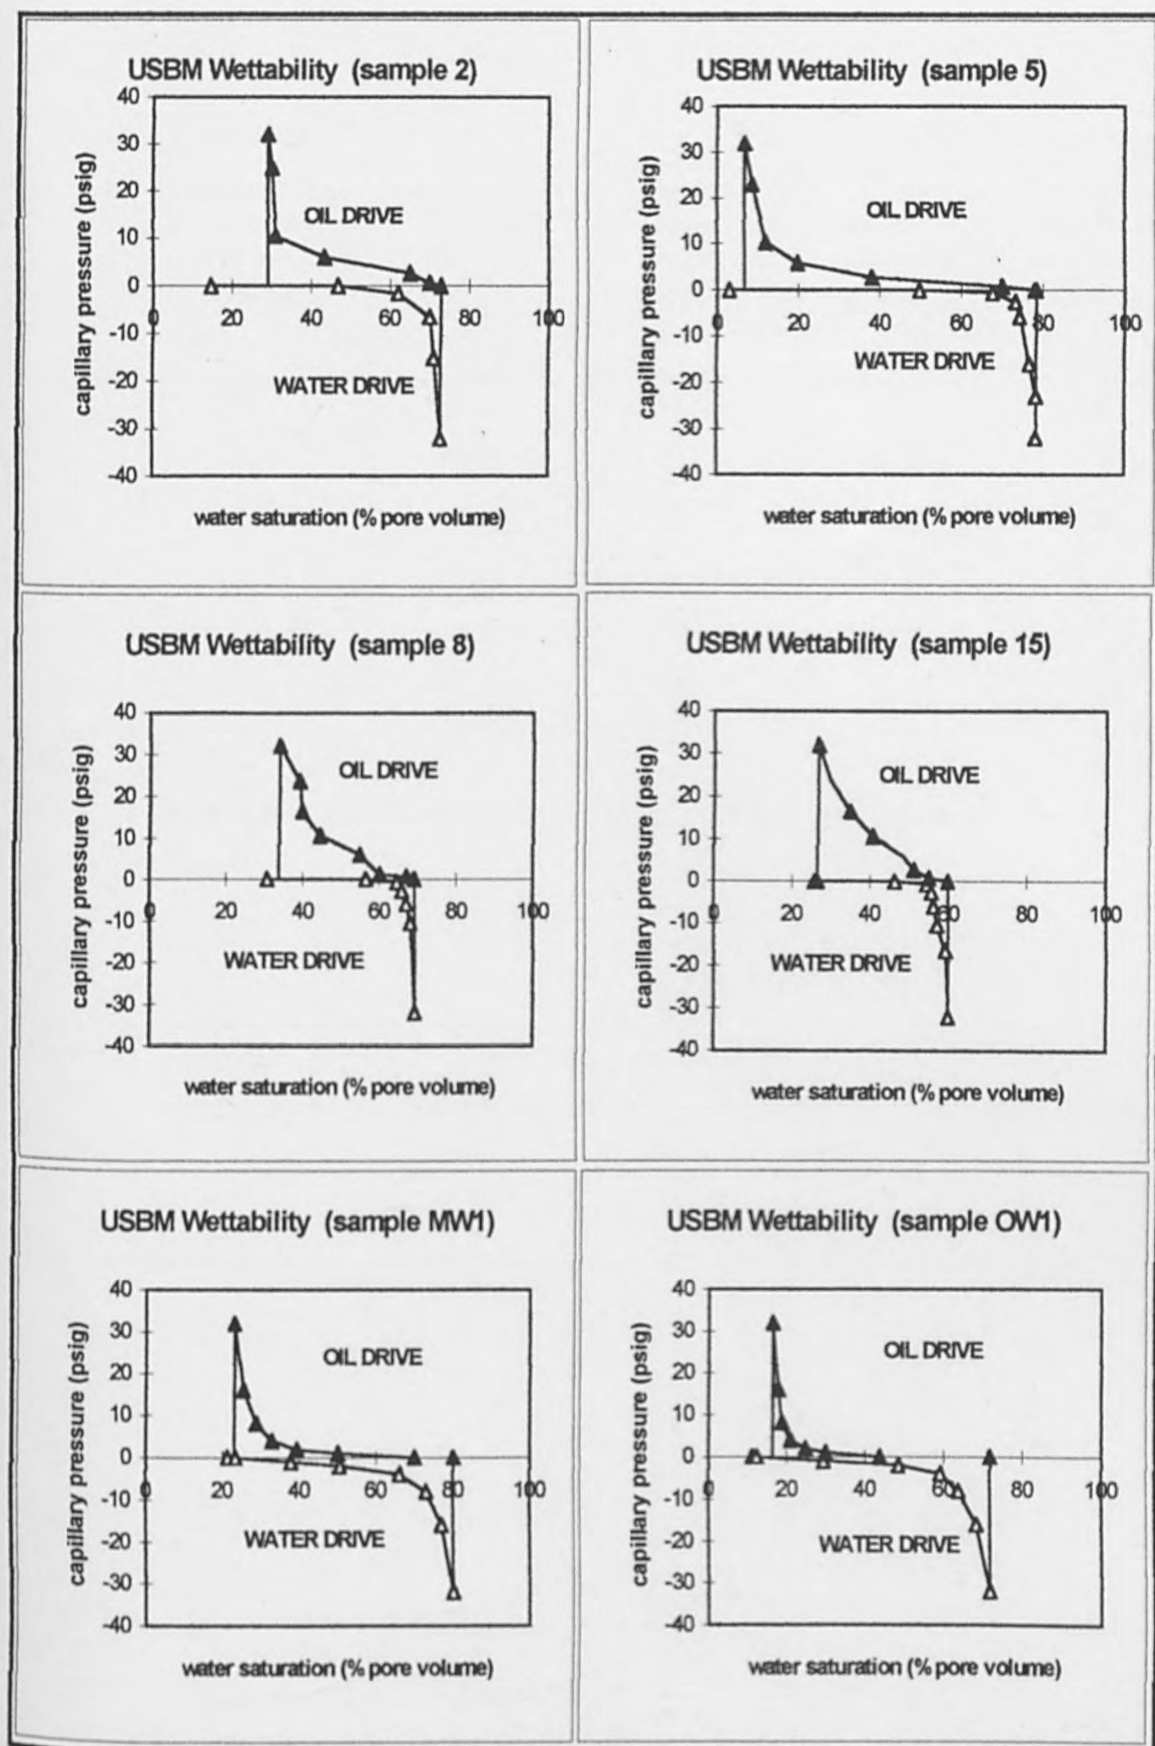 USBM Wettability (sample 2)
40
30
20
10
0
-10
-20
-30
-40
capillary pressure (psig)
OIL DRIVE
0 20 40 60 80 100
WATER DRIVE
water saturation (% pore volume)
USBM Wettability (sample 5)
40
30
20
10
0
-10
-20
-30
-40
capillary pressure (psig)
OIL DRIVE
0 20 40 60 80 100
WATER DRIVE
water saturation (% pore volume)
USBM Wettability (sample 8)
40
30
20
10
0
-10
-20
-30
-40
capillary pressure (psig)
OIL DRIVE
0 20 40 60 80 100
WATER DRIVE
water saturation (% pore volume)
USBM Wettability (sample 15)
40
30
20
10
0
-10
-20
-30
-40
capillary pressure (psig)
OIL DRIVE
0 20 40 60 80 100
WATER DRIVE
water saturation (% pore volume)
USBM Wettability (sample MW1)
40
30
20
10
0
-10
-20
-30
-40
capillary pressure (psig)
OIL DRIVE
0 20 40 60 80 100
WATER DRIVE
water saturation (% pore volume)
USBM Wettability (sample OW1)
40
30
20
10
0
-10
-20
-30
-40
capillary pressure (psig)
OIL DRIVE
0 20 40 60 80 100
WATER DRIVE
water saturation (% pore volume)